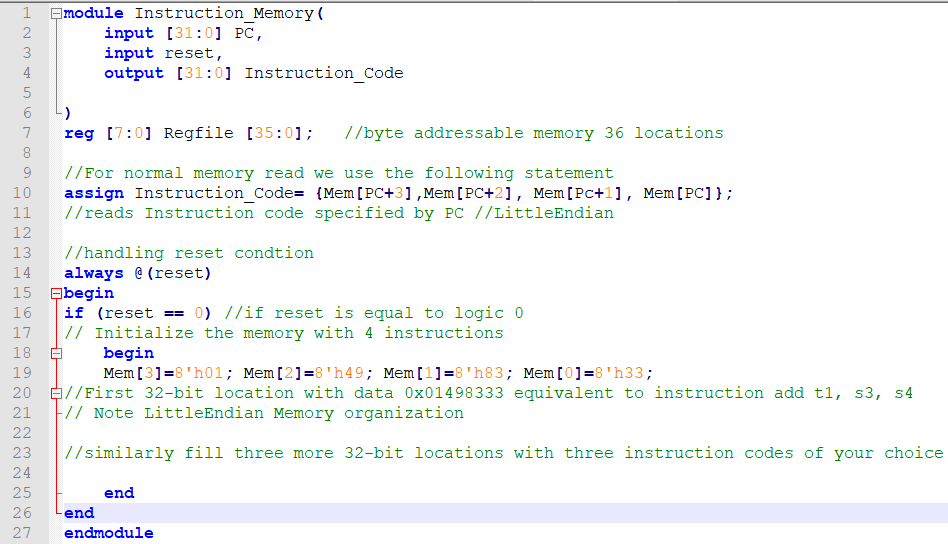 1 module Instruction_Memory(
2 input [31:0] PC,
3 input reset,
4 output [31:0] Instruction_Code
5
6 )
7 reg [7:0] Regfile [35:0]; //byte addressable memory 36 locations
8
9 //For normal memory read we use the following statement
10 assign Instruction_Code= {Mem[PC+3],Mem[PC+2], Mem[Pc+1], Mem[PC]};
11 //reads Instruction code specified by PC //LittleEndian
12
13 //handling reset condtion
14 always @(reset)
15 begin
16 if (reset == 0) //if reset is equal to logic 0
17 // Initialize the memory with 4 instructions
18 begin
19 Mem[3]=8'h01; Mem[2]=8'h49; Mem[1]=8'h83; Mem[0]=8'h33;
20 //First 32-bit location with data 0x01498333 equivalent to instruction add t1, s3, s4
21 // Note LittleEndian Memory organization
22
23 //similarly fill three more 32-bit locations with three instruction codes of your choice
24
25 end
26 end
27 endmodule